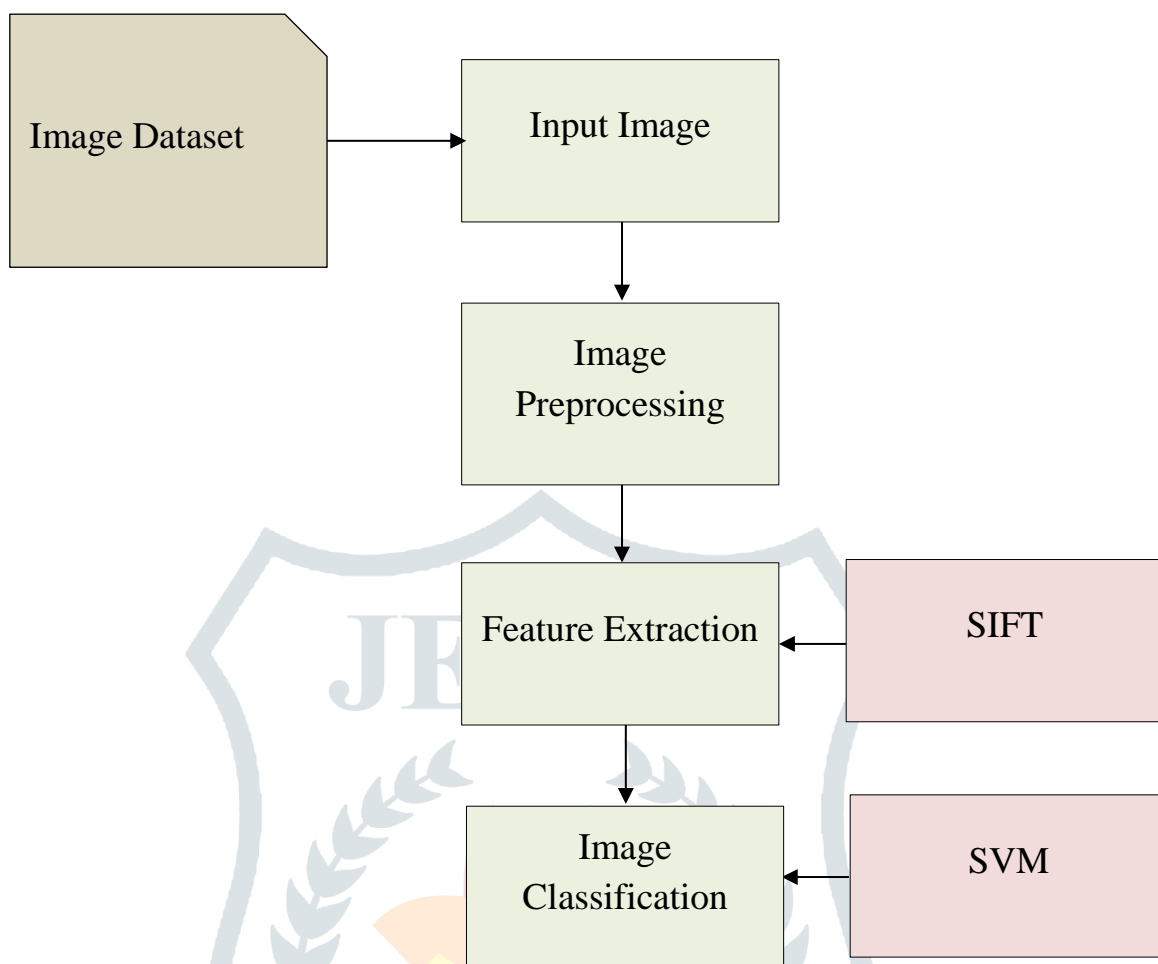 Image Dataset
Input Image
Image
Preprocessing
Feature Extraction
SIFT
Image
Classification
SVM